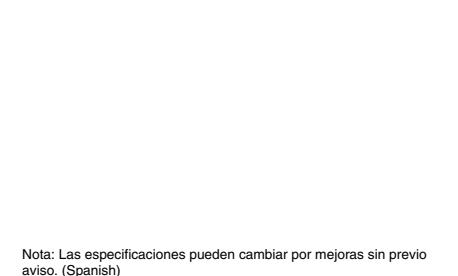 Nota: Las especificaciones pueden cambiar por mejoras sin previo
aviso. (Spanish)